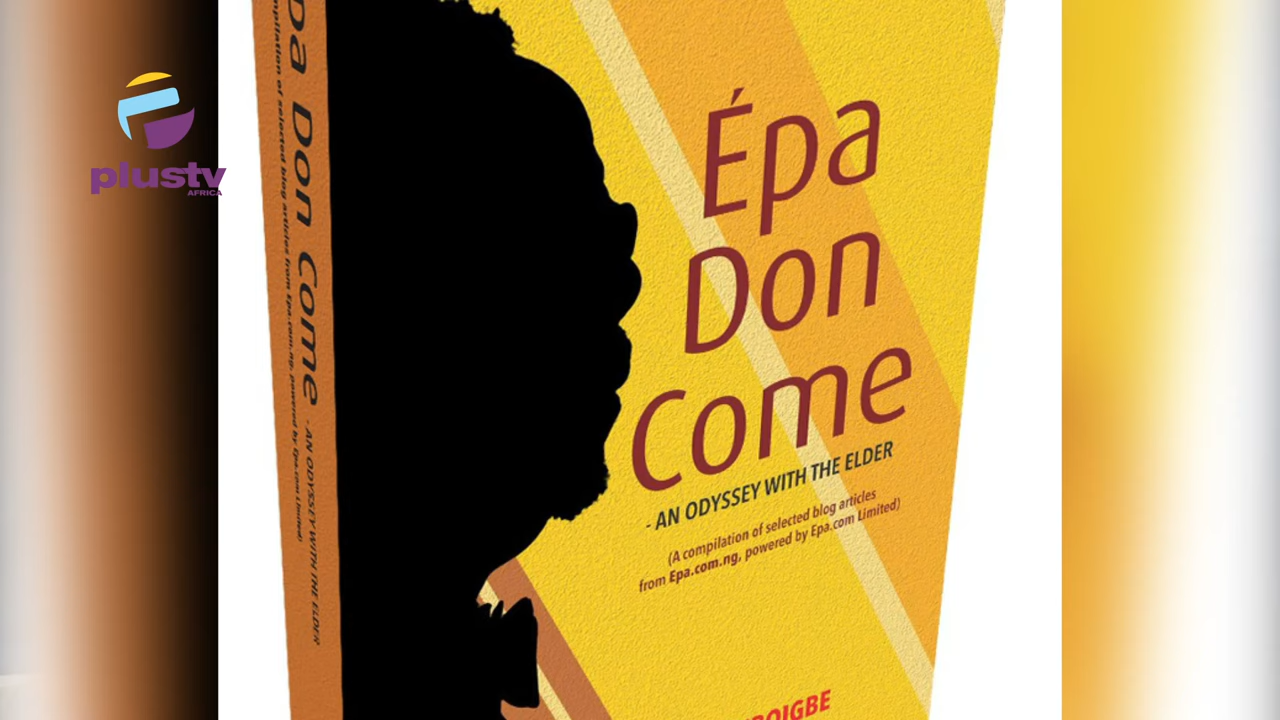 plustv
AFRICA
Don Come - AN ODYSSEY WITH THE ELDER
of selected blog articles from Epa.com.ng, powered by Epa.com Limited)
Épa
Don
Come
- AN ODYSSEY WITH THE ELDER
(A compilation of selected blog articles
from Epa.com.ng, powered by Epa.com Limited)